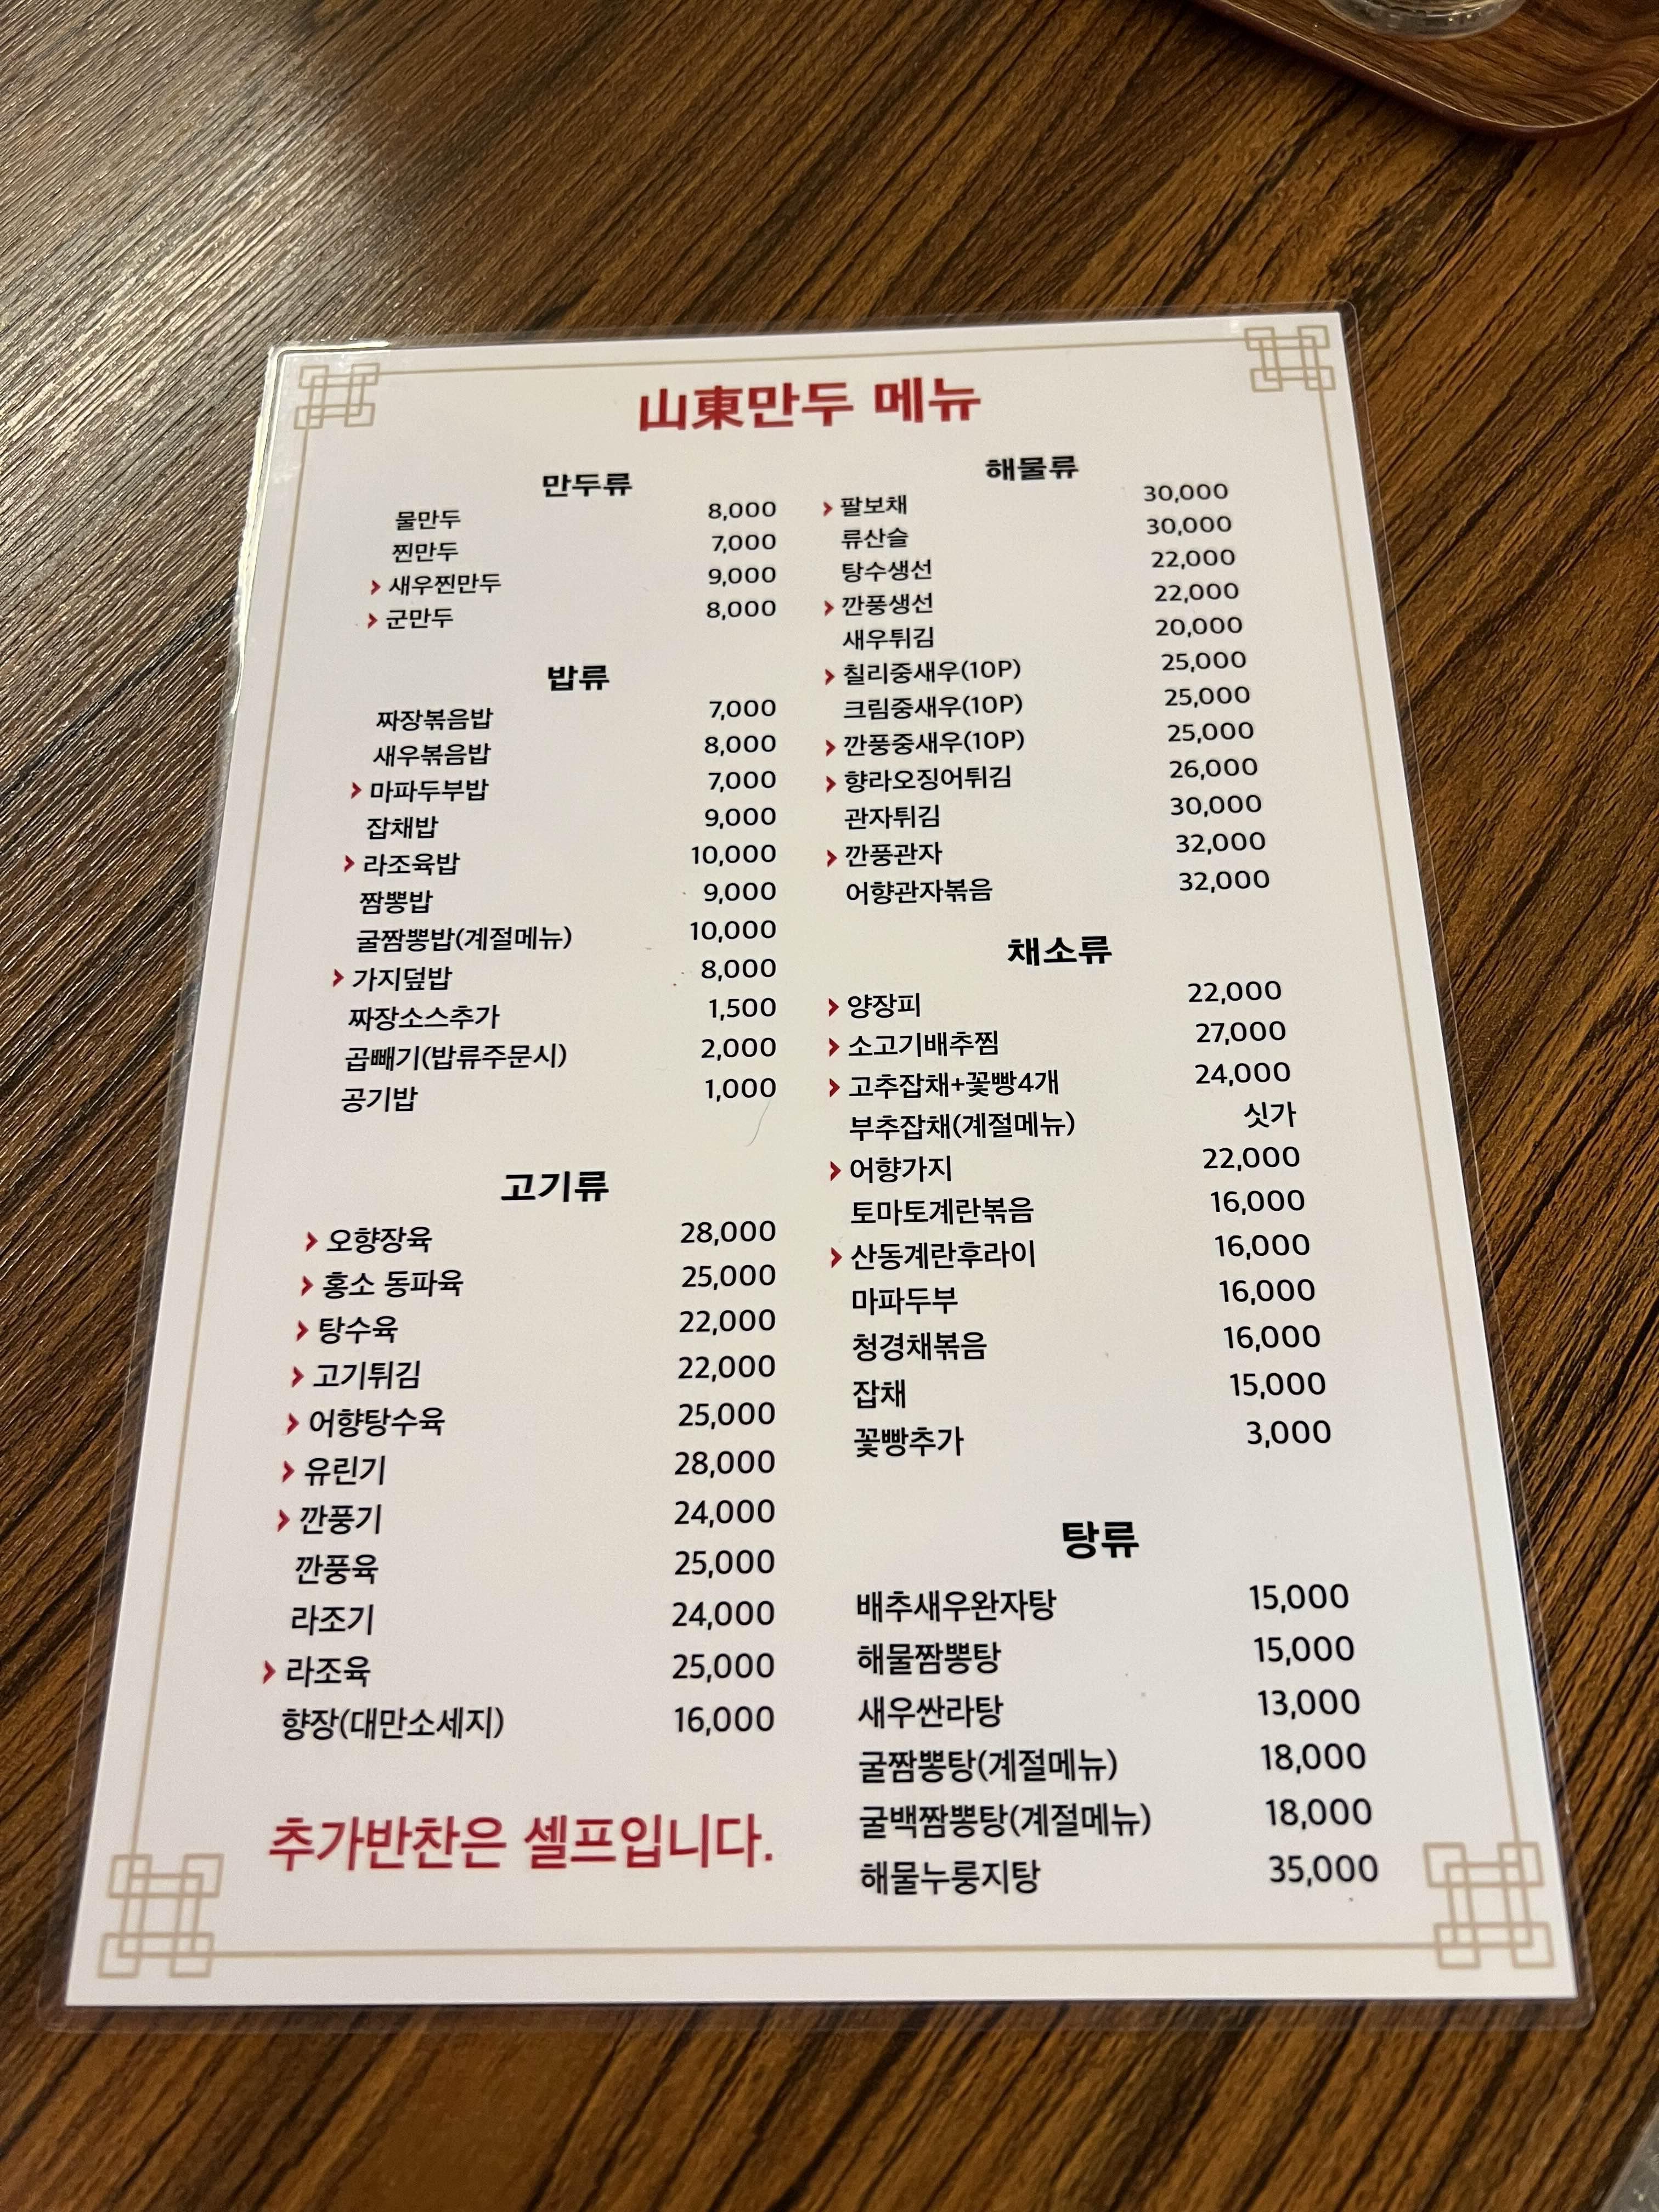 山東만두 메뉴
만두류
물만두 8,000
찐만두 7,000
› 새우찐만두 9,000
› 군만두 8,000
밥류
짜장볶음밥 7,000
새우볶음밥 8,000
› 마파두부밥 7,000
잡채밥 9,000
› 라조육밥 10,000
짬뽕밥 9,000
굴짬뽕밥(계절메뉴) 10,000
› 가지덮밥 8,000
짜장소스추가 1,500
곱빼기(밥류주문시) 2,000
공기밥 1,000
고기류
› 오향장육 28,000
› 홍소 동파육 25,000
› 탕수육 22,000
› 고기튀김 22,000
› 어향탕수육 25,000
› 유린기 28,000
› 깐풍기 24,000
깐풍육 25,000
라조기 24,000
› 라조육 25,000
향장(대만소세지) 16,000
추가반찬은 셀프입니다.
해물류
› 팔보채 30,000
류산슬 30,000
탕수생선 22,000
› 깐풍생선 22,000
새우튀김 20,000
› 칠리중새우(10P) 25,000
크림중새우(10P) 25,000
› 깐풍중새우(10P) 25,000
› 향라오징어튀김 26,000
관자튀김 30,000
› 깐풍관자 32,000
어향관자볶음 32,000
채소류
› 양장피 22,000
› 소고기배추찜 27,000
› 고추잡채+꽃빵4개 24,000
부추잡채(계절메뉴) 싯가
› 어향가지 22,000
토마토계란볶음 16,000
› 산동계란후라이 16,000
마파두부 16,000
청경채볶음 16,000
잡채 15,000
꽃빵추가 3,000
탕류
배추새우완자탕 15,000
해물짬뽕탕 15,000
새우싼라탕 13,000
굴짬뽕탕(계절메뉴) 18,000
굴백짬뽕탕(계절메뉴) 18,000
해물누룽지탕 35,000